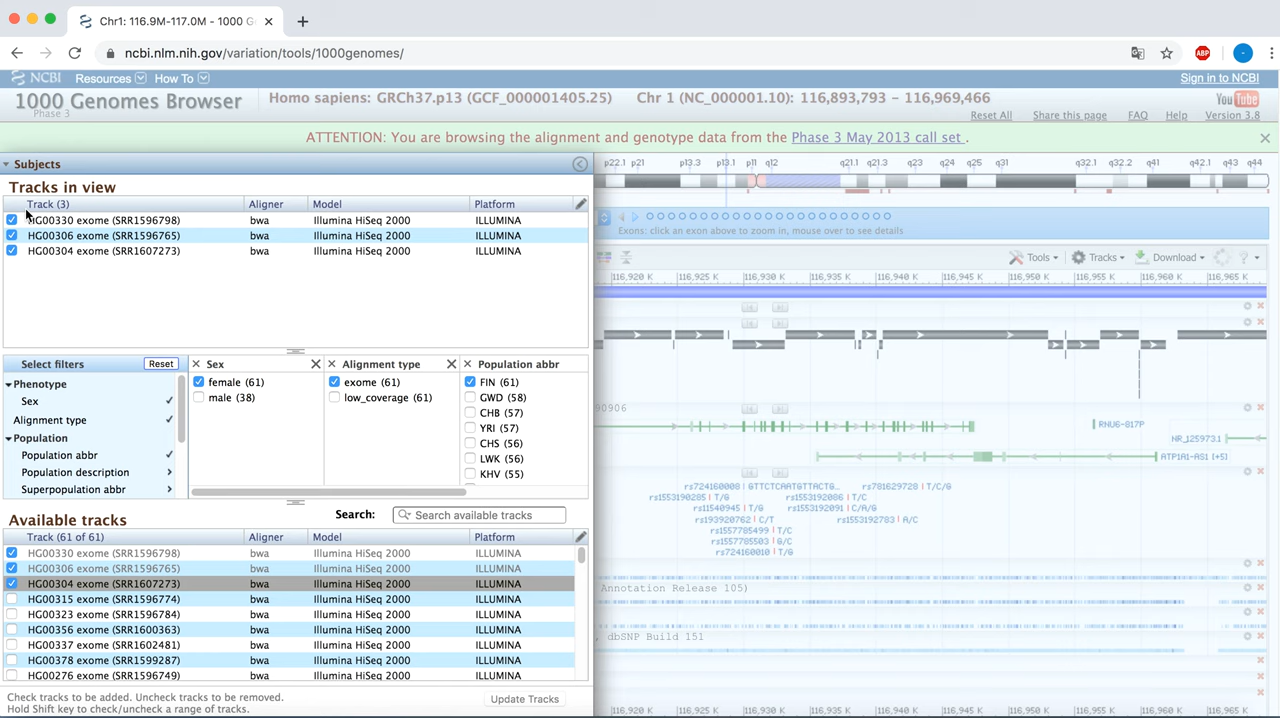 Chr1: 116.9M-117.0M - 1000 G
ncbi.nlm.nih.gov/variation/tools/1000genomes/
ABP
NCBI Resources How To Sign in to NCBI
1000 Genomes Browser
Phase 3
Homo sapiens: GRCh37.p13 (GCF_000001405.25) Chr 1 (NC_000001.10): 116,893,793 – 116,969,466
YouTube
Reset All Share this page FAQ Help Version 3.8
ATTENTION: You are browsing the alignment and genotype data from the Phase 3 May 2013 call set .
Subjects
p22.1 p21 p13.3 p13.1 p11 q12 q21.1 q21.3 q23 q24 q25 q31 q32.1 q32.2 q41 q42.1 q43 q44
Tracks in view
Track (3) Aligner Model Platform
HG00330 exome (SRR1596798) bwa Illumina HiSeq 2000 ILLUMINA
HG00306 exome (SRR1596765) bwa Illumina HiSeq 2000 ILLUMINA
HG00304 exome (SRR1607273) bwa Illumina HiSeq 2000 ILLUMINA
Exons: click an exon above to zoom in, mouse over to see details
Tools Tracks Download ?
116,920 K 116,925 K 116,930 K 116,935 K 116,940 K 116,945 K 116,950 K 116,955 K 116,960 K 116,965 K
Select filters Reset Sex Alignment type Population abbr
Phenotype female (61) exome (61) FIN (61)
Sex male (38) low_coverage (61) GWD (58)
Alignment type CHB (57)
Population YRI (57)
Population abbr CHS (56)
Population description LWK (56)
Superpopulation abbr KHV (55)
RNU6-817P
NR_125973.1
ATP1A1-AS1 [+5]
rs724160008 | GTTCTCAATGTTACTG… rs781629728 | T/C/G
rs1553190285 | T/G rs1553192086 | T/C
rs11540945 | T/G rs1553192091 | C/A/G
rs193920762 | C/T rs1553192783 | A/C
rs1557785499 | T/C
rs1557785503 | G/C
rs724160010 | T/G
Annotation Release 105)
dbSNP Build 151
Available tracks Search: Search available tracks
Track (61 of 61) Aligner Model Platform
HG00330 exome (SRR1596798) bwa Illumina HiSeq 2000 ILLUMINA
HG00306 exome (SRR1596765) bwa Illumina HiSeq 2000 ILLUMINA
HG00304 exome (SRR1607273) bwa Illumina HiSeq 2000 ILLUMINA
HG00315 exome (SRR1596774) bwa Illumina HiSeq 2000 ILLUMINA
HG00323 exome (SRR1596784) bwa Illumina HiSeq 2000 ILLUMINA
HG00356 exome (SRR1600363) bwa Illumina HiSeq 2000 ILLUMINA
HG00337 exome (SRR1602481) bwa Illumina HiSeq 2000 ILLUMINA
HG00378 exome (SRR1599287) bwa Illumina HiSeq 2000 ILLUMINA
HG00276 exome (SRR1596749) bwa Illumina HiSeq 2000 ILLUMINA
Check tracks to be added. Uncheck tracks to be removed.
Hold Shift key to check/uncheck a range of tracks.
Update Tracks
116,920 K 116,925 K 116,930 K 116,935 K 116,940 K 116,945 K 116,950 K 116,955 K 116,960 K 116,965 K